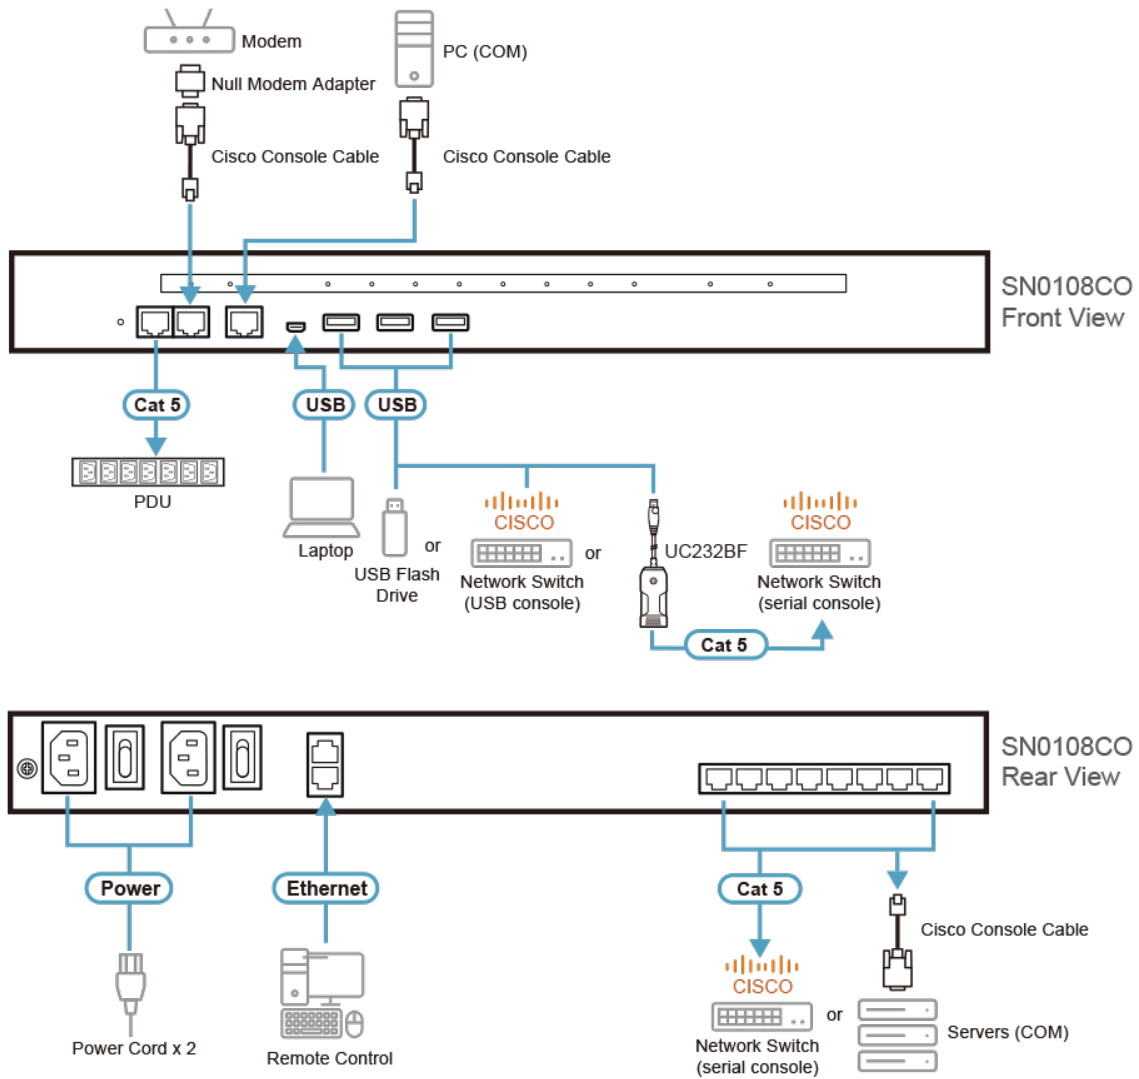 Modem
PC (COM)
Null Modem Adapter
Cisco Console Cable
Cisco Console Cable
SN0108CO
Front View
Cat 5
USB
USB
PDU
Laptop
USB Flash
Drive
or
CISCO
Network Switch
(USB console)
or
UC232BF
CISCO
Network Switch
(serial console)
Cat 5
SN0108CO
Rear View
Power
Ethernet
Cat 5
Cisco Console Cable
Power Cord x 2
Remote Control
CISCO
Network Switch
(serial console)
or
Servers (COM)